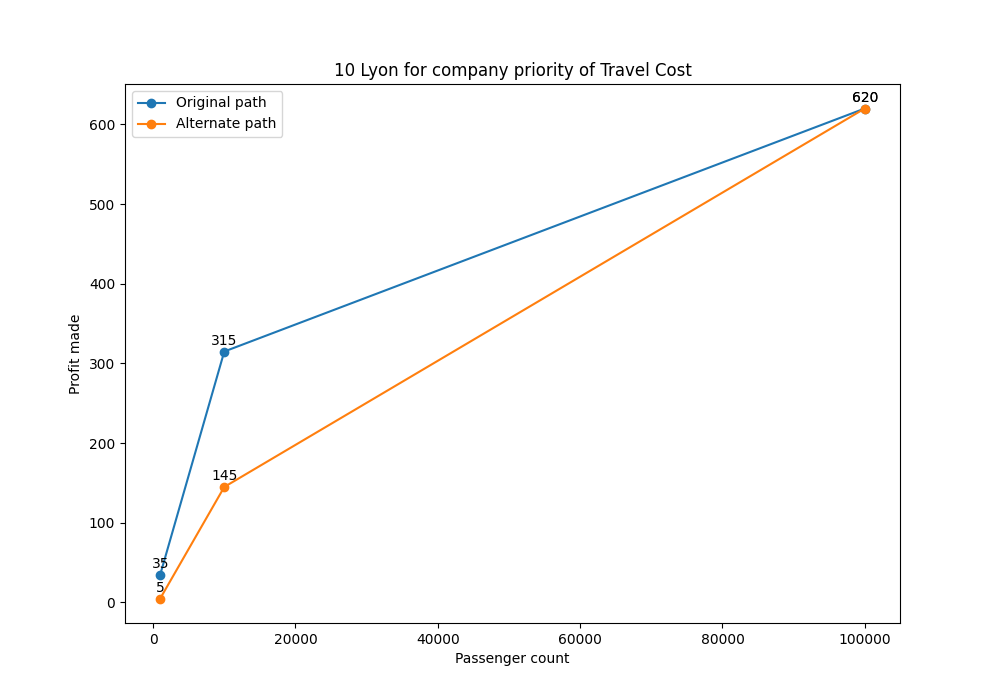 10 Lyon for company priority of Travel Cost
Original path
Alternate path
620
620
600
500
400
315
300
200
145
100
35
5
0
Profit made
0 20000 40000 60000 80000 100000
Passenger count